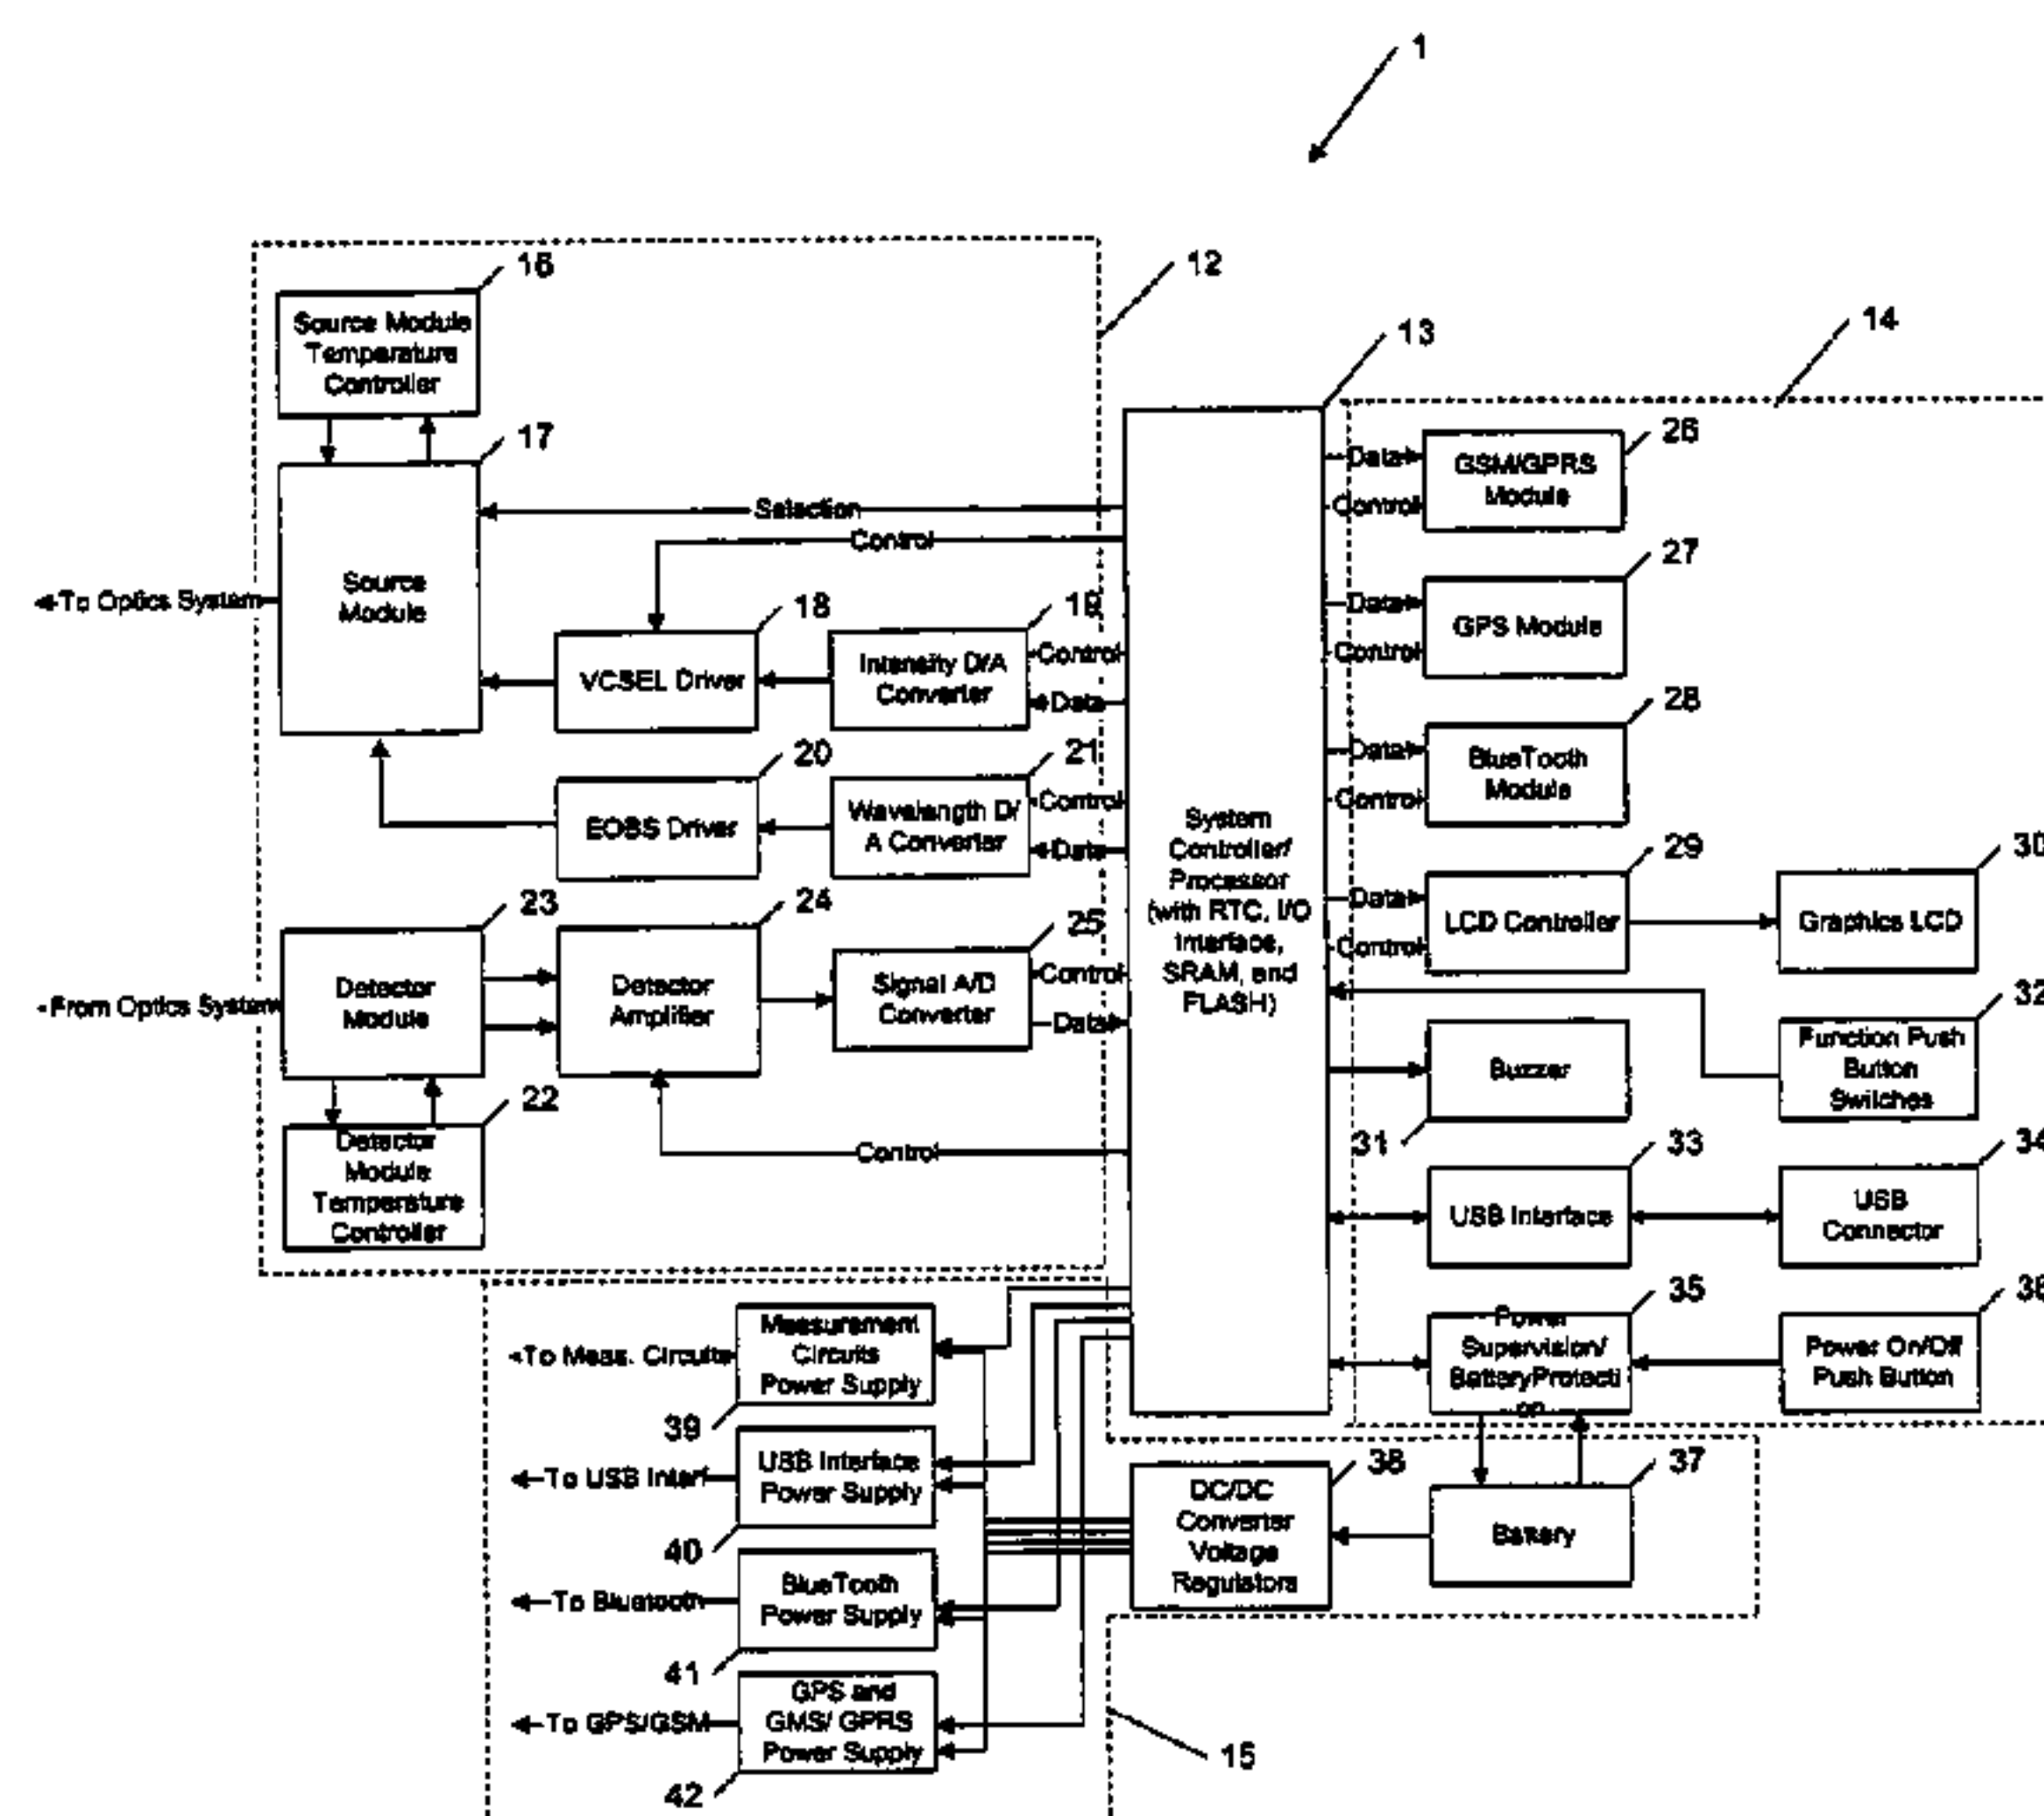 1
16
12
Source Module
Temperature
Controller
13
14
17
26
Data
GSM/GPRS
Module
Control
Selection
Control
Source
Module
To Optics System
27
Data
GPS Module
Control
18
19
VCSEL Driver
Intensity D/A
Converter
Control
Data
28
Data
BlueTooth
Module
Control
20
21
EOBS Driver
Wavelength D/
A Converter
Control
Data
System
Controller/
Processor
(with RTC, I/O
Interface,
SRAM, and
FLASH)
29
30
Data
LCD Controller
Control
Graphics LCD
23
24
25
From Optics System
Detector
Module
Detector
Amplifier
Signal A/D
Converter
Control
Data
32
Function Push
Button
Switches
Buzzer
31
22
Detector
Module
Temperature
Controller
Control
33
34
USB Interface
USB
Connector
35
36
Power
Supervision/
BatteryProtecti
on
Power On/Off
Push Button
To Meas. Circuits
Measurement
Circuits
Power Supply
39
To USB Interf
USB Interface
Power Supply
40
38
DC/DC
Converter
Voltage
Regulators
37
Battery
To Bluetooth
BlueTooth
Power Supply
41
To GPS/GSM
GPS and
GMS/ GPRS
Power Supply
42
15